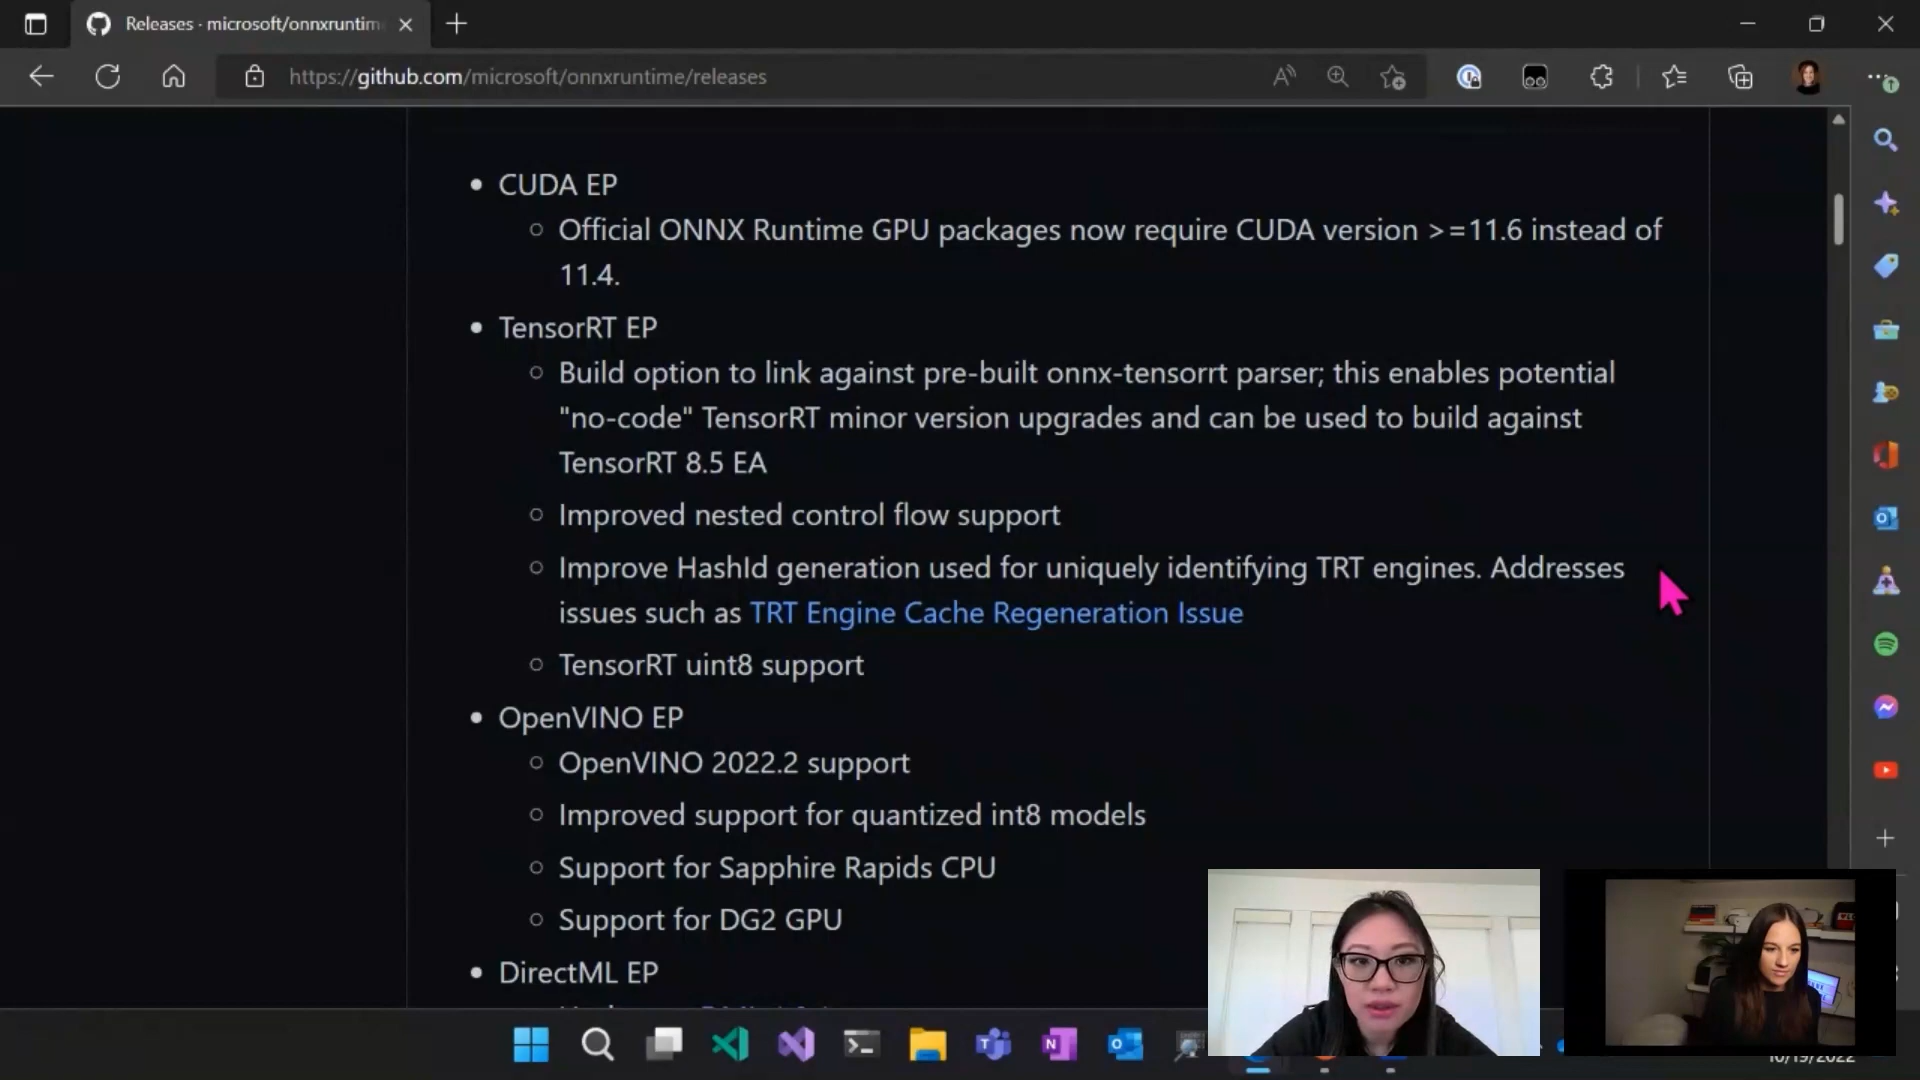 Releases · microsoft/onnxruntim
https://github.com/microsoft/onnxruntime/releases
CUDA EP
Official ONNX Runtime GPU packages now require CUDA version >=11.6 instead of
11.4.
TensorRT EP
Build option to link against pre-built onnx-tensorrt parser; this enables potential
"no-code" TensorRT minor version upgrades and can be used to build against
TensorRT 8.5 EA
Improved nested control flow support
Improve HashId generation used for uniquely identifying TRT engines. Addresses
issues such as TRT Engine Cache Regeneration Issue
TensorRT uint8 support
OpenVINO EP
OpenVINO 2022.2 support
Improved support for quantized int8 models
Support for Sapphire Rapids CPU
Support for DG2 GPU
DirectML EP
10/19/2022